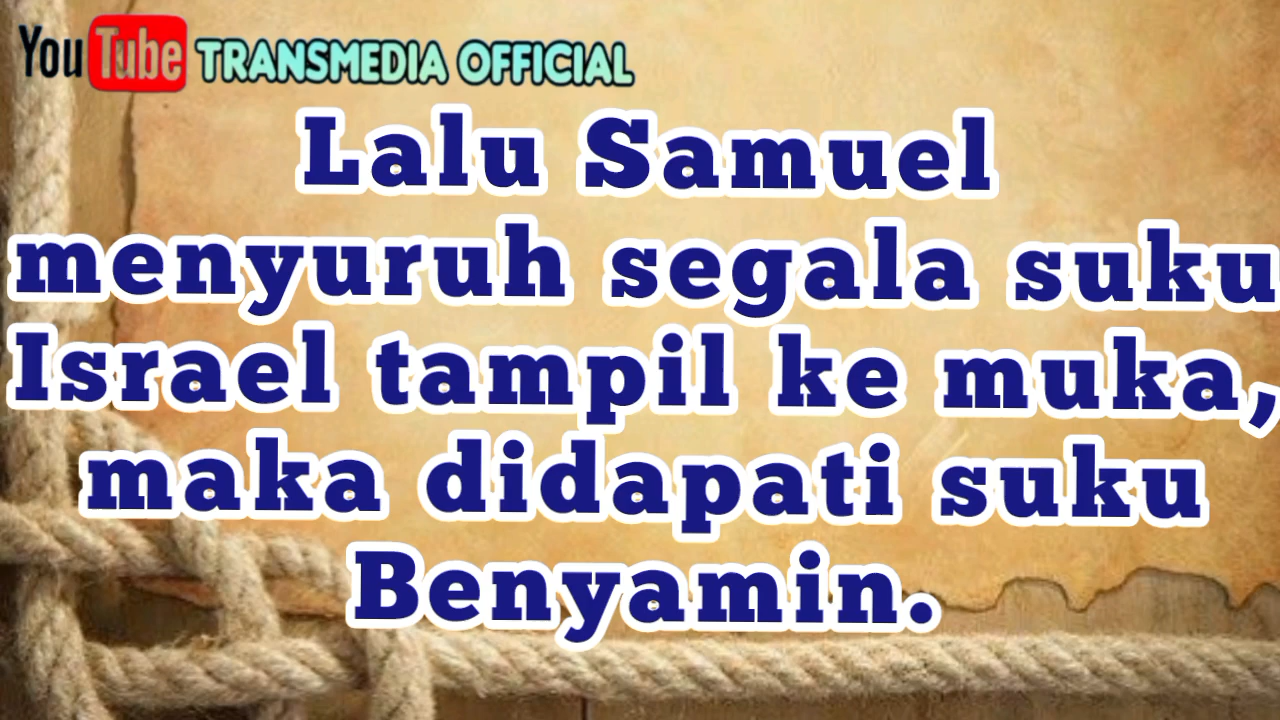 YouTube TRANSMEDIA OFFICIAL
Lalu Samuel
menyuruh segala suku
Israel tampil ke muka,
maka didapati suku
Benyamin.